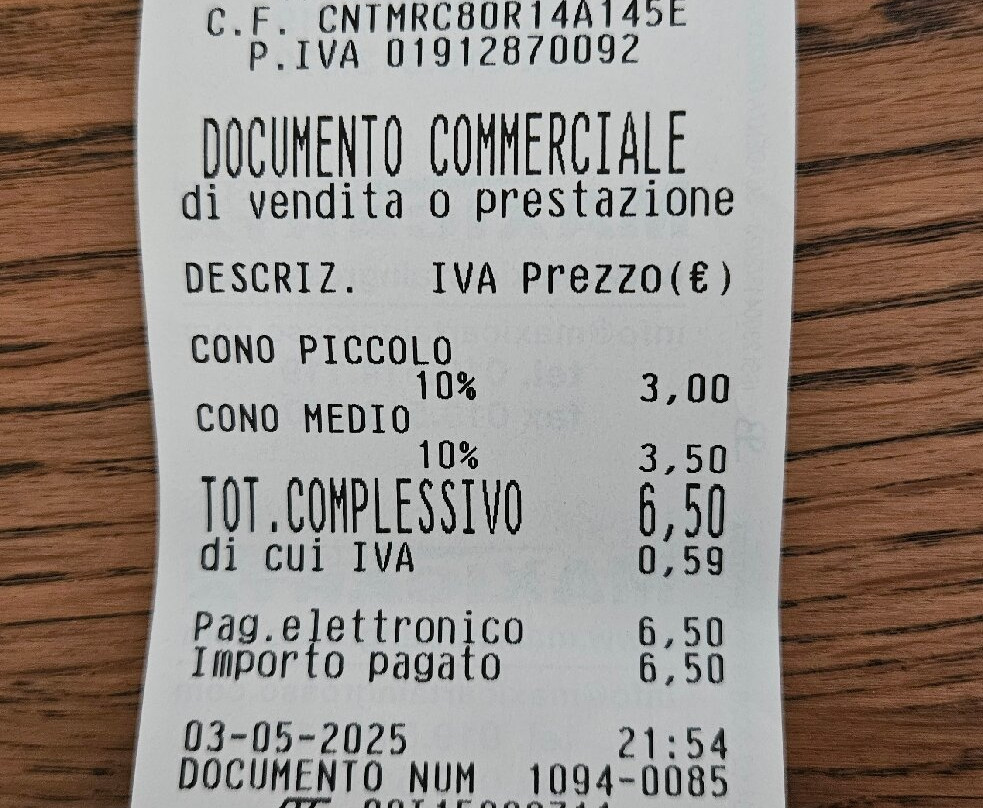 C.F. CNTMRC80R14A145E
P.IVA 01912870092
DOCUMENTO COMMERCIALE
di vendita o prestazione
DESCRIZ. IVA Prezzo(€)
CONO PICCOLO
10% 3,00
CONO MEDIO
10% 3,50
TOT.COMPLESSIVO 6,50
di cui IVA 0,59
Pag.elettronico 6,50
Importo pagato 6,50
03-05-2025 21:54
DOCUMENTO NUM 1094-0085